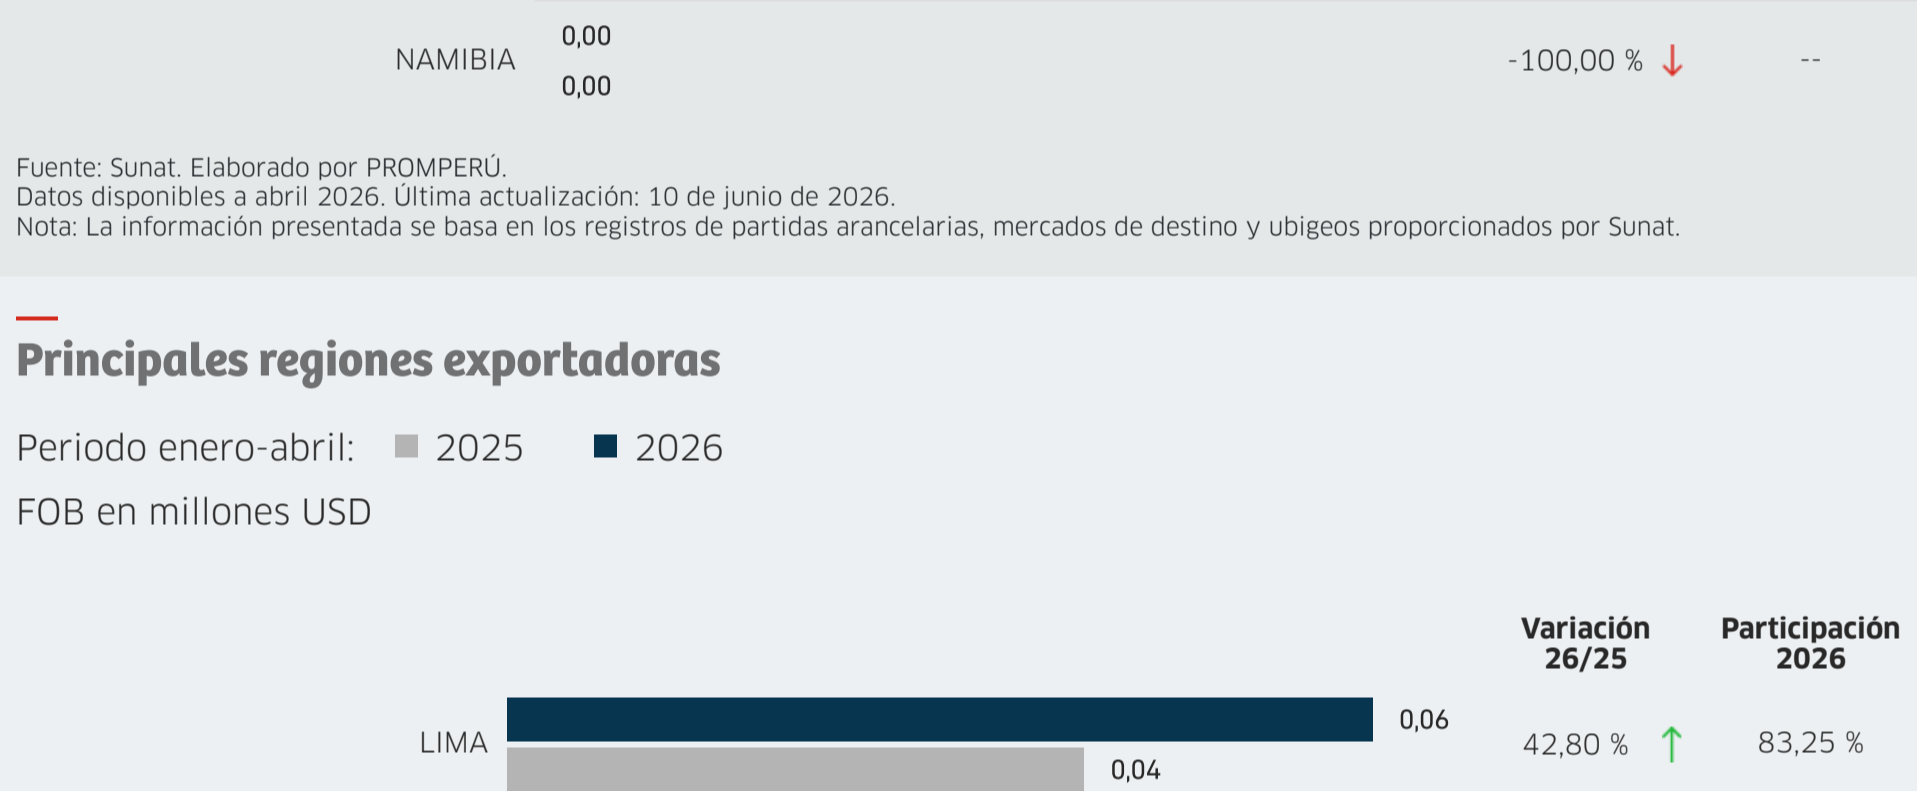 0,00
NAMIBIA
0,00
-100,00 %
--
Fuente: Sunat. Elaborado por PROMPERÚ.
Datos disponibles a abril 2026. Última actualización: 10 de junio de 2026.
Nota: La información presentada se basa en los registros de partidas arancelarias, mercados de destino y ubigeos proporcionados por Sunat.
Principales regiones exportadoras
Periodo enero-abril: 2025 2026
FOB en millones USD
Variación
26/25
Participación
2026
LIMA
0,06
0,04
42,80 %
83,25 %